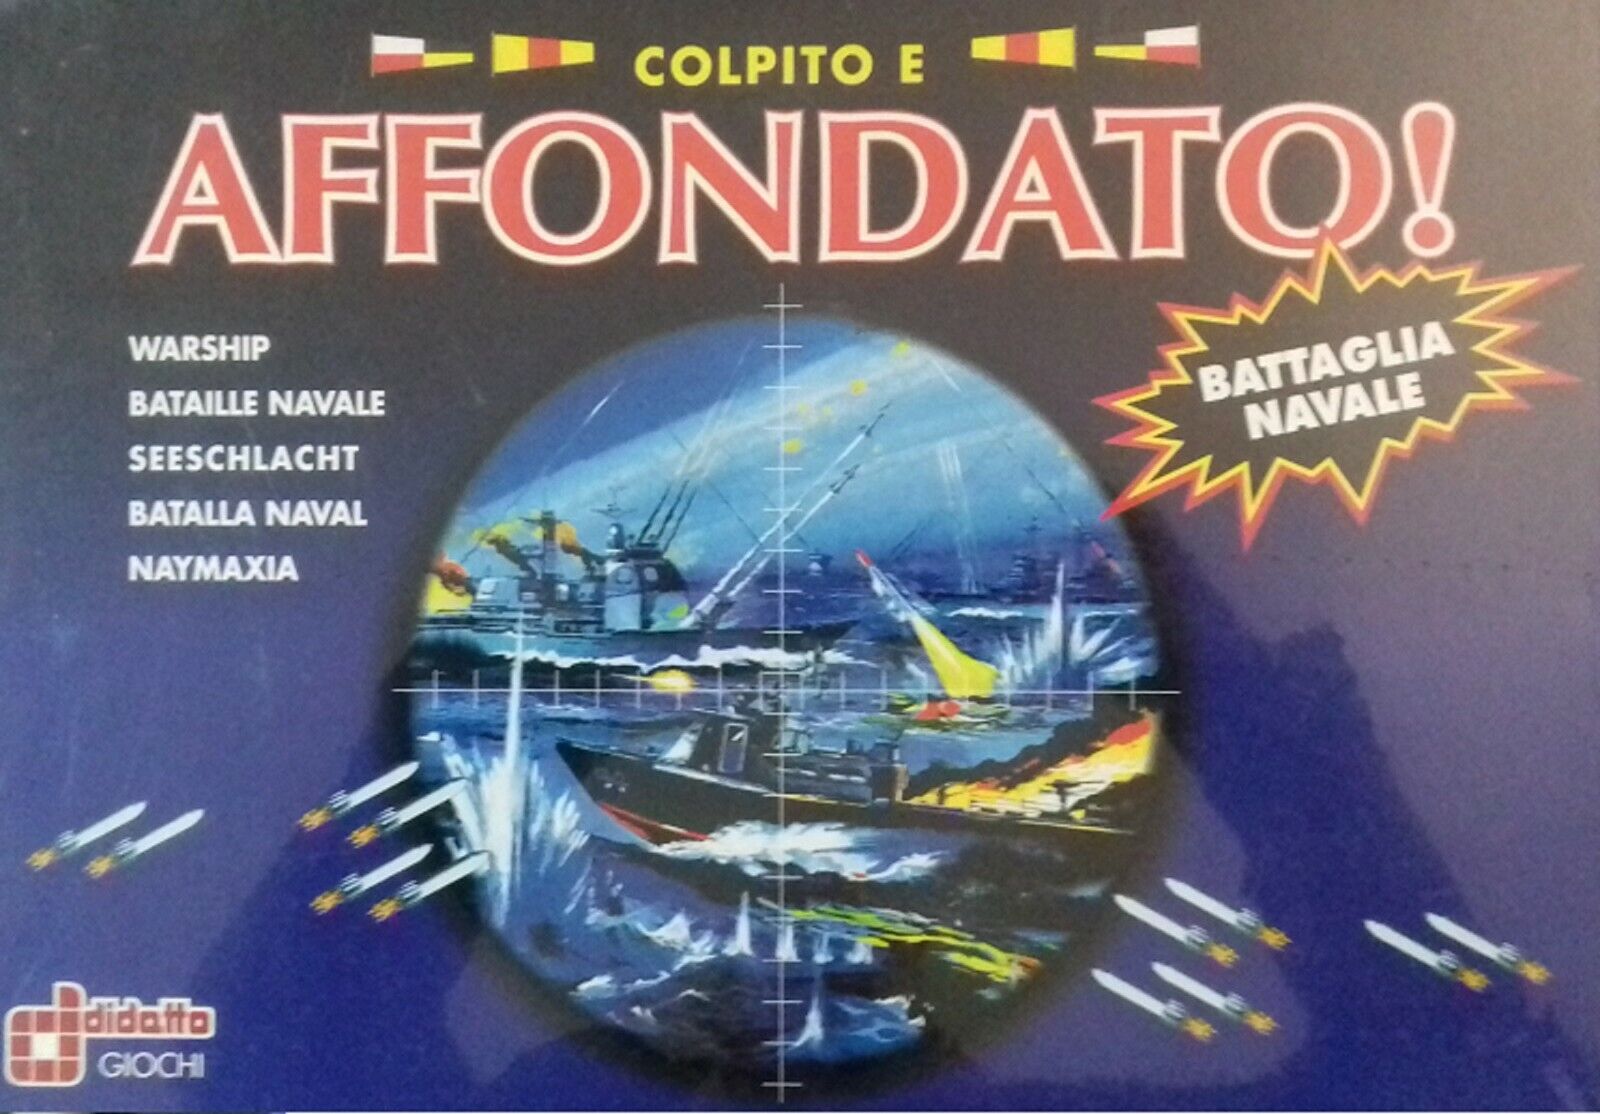 COLPITO E
AFFONDATO!
BATTAGLIA
NAVALE
WARSHIP
BATAILLE NAVALE
SEESCHLACHT
BATALLA NAVAL
NAYMAXIA
didatto
GIOCHI